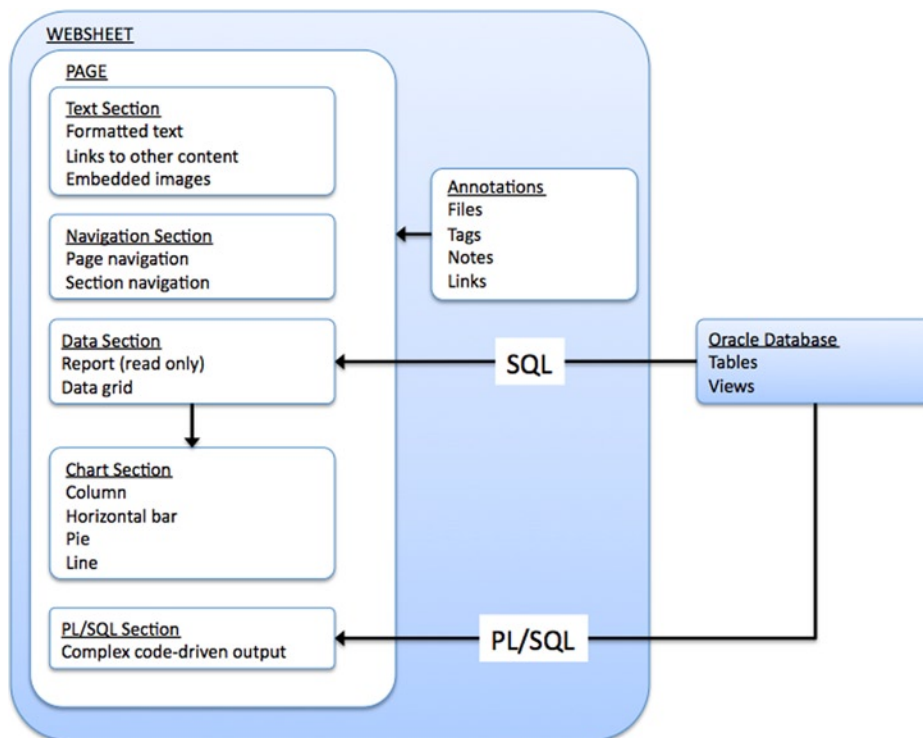 WEBSHEET
PAGE
Text Section
Formatted text
Links to other content
Embedded images
Navigation Section
Page navigation
Section navigation
Data Section
Report (read only)
Data grid
Chart Section
Column
Horizontal bar
Pie
Line
PL/SQL Section
Complex code-driven output
Annotations
Files
Tags
Notes
Links
SQL
PL/SQL
Oracle Database
Tables
Views